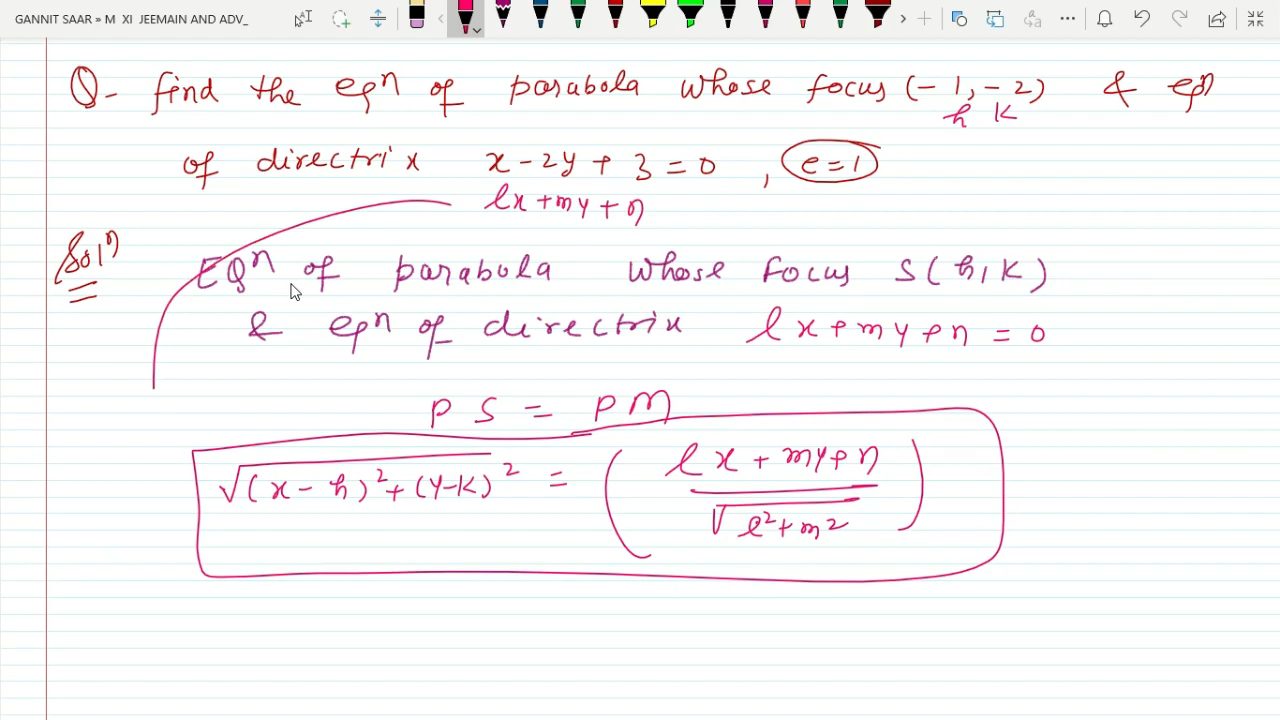 GANNIT SAAR » M XI JEEMAIN AND ADV_
Q- find the eqⁿ of parabola whose focus (-1, -2) & eqⁿ
h k
of directrix x - 2y + 3 = 0 , e = 1
lx + my + n
Solⁿ
EQⁿ of parabola whose focus S(h, k)
& eqⁿ of directrix lx + my + n = 0
PS = PM
√(x-h)² + (y-k)² = ( lx + my + n / √l² + m² )